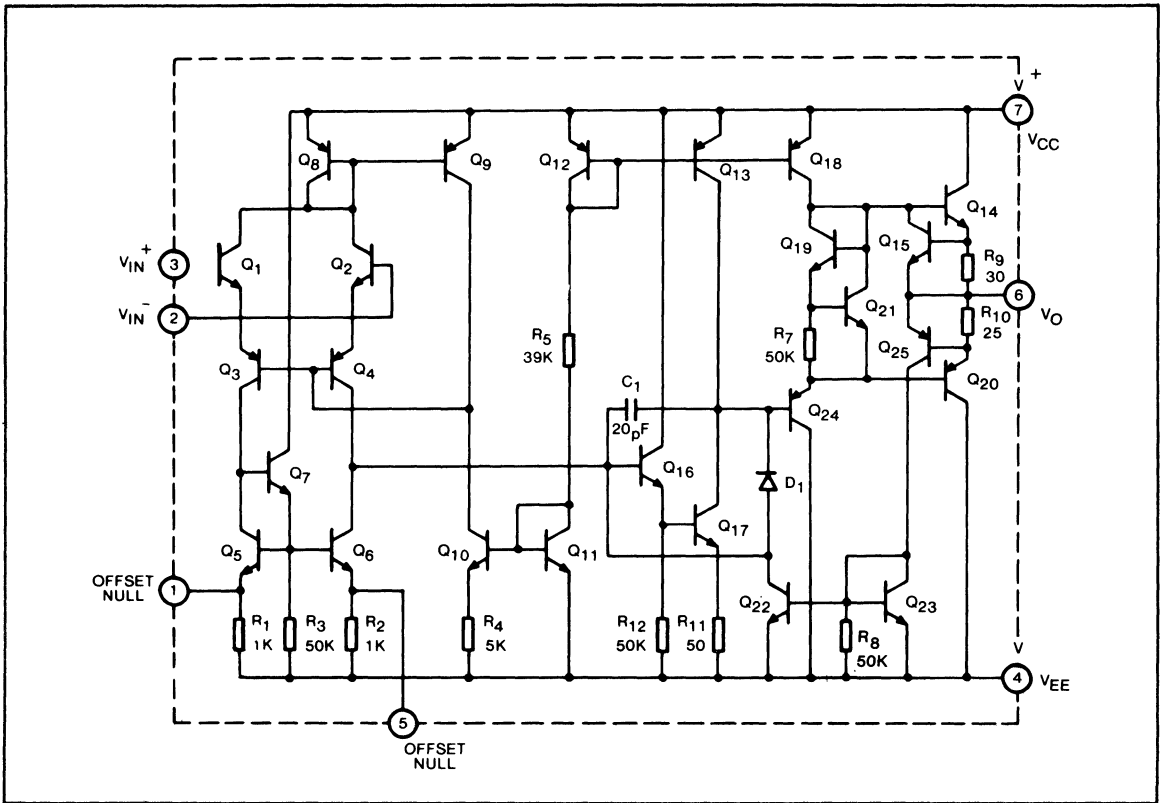 V+
7
VCC
Q8
Q9
Q12
Q13
Q18
Q14
VIN+
3
Q1
Q2
Q19
Q15
R9
30
VIN−
2
6
VO
R5
39K
Q21
R7
50K
R10
25
Q25
Q3
Q4
Q20
C1
20pF
Q24
Q7
Q16
D1
Q5
Q6
Q10
Q11
Q17
OFFSET
NULL
1
Q22
Q23
R1
1K
R3
50K
R2
1K
R4
5K
R12
50K
R11
50
R8
50K
V
4
VEE
5
OFFSET
NULL